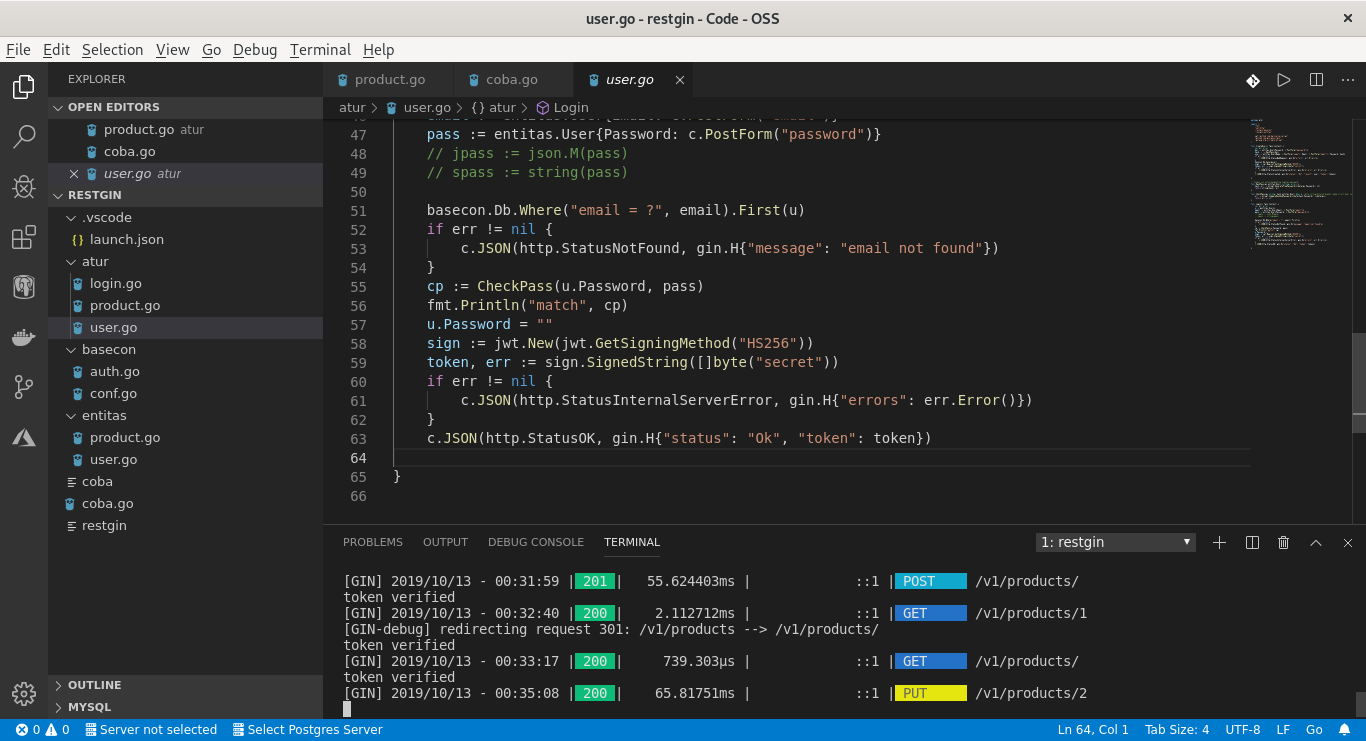 user.go - restgin - Code - OSS
File Edit Selection View Go Debug Terminal Help
EXPLORER
OPEN EDITORS
product.go atur
coba.go
user.go atur
RESTGIN
.vscode
{} launch.json
atur
login.go
product.go
user.go
basecon
auth.go
conf.go
entitas
product.go
user.go
coba
coba.go
restgin
OUTLINE
MYSQL
product.go coba.go user.go
atur > user.go > {} atur > Login
47 pass := entitas.User{Password: c.PostForm("password")}
48 // jpass := json.M(pass)
49 // spass := string(pass)
50
51 basecon.Db.Where("email = ?", email).First(u)
52 if err != nil {
53 c.JSON(http.StatusNotFound, gin.H{"message": "email not found"})
54 }
55 cp := CheckPass(u.Password, pass)
56 fmt.Println("match", cp)
57 u.Password = ""
58 sign := jwt.New(jwt.GetSigningMethod("HS256"))
59 token, err := sign.SignedString([]byte("secret"))
60 if err != nil {
61 c.JSON(http.StatusInternalServerError, gin.H{"errors": err.Error()})
62 }
63 c.JSON(http.StatusOK, gin.H{"status": "Ok", "token": token})
64
65 }
66
PROBLEMS OUTPUT DEBUG CONSOLE TERMINAL 1: restgin
[GIN] 2019/10/13 - 00:31:59 | 201 | 55.624403ms | ::1 | POST /v1/products/
token verified
[GIN] 2019/10/13 - 00:32:40 | 200 | 2.112712ms | ::1 | GET /v1/products/1
[GIN-debug] redirecting request 301: /v1/products --> /v1/products/
token verified
[GIN] 2019/10/13 - 00:33:17 | 200 | 739.303µs | ::1 | GET /v1/products/
token verified
[GIN] 2019/10/13 - 00:35:08 | 200 | 65.81751ms | ::1 | PUT /v1/products/2
0 0 Server not selected Select Postgres Server Ln 64, Col 1 Tab Size: 4 UTF-8 LF Go